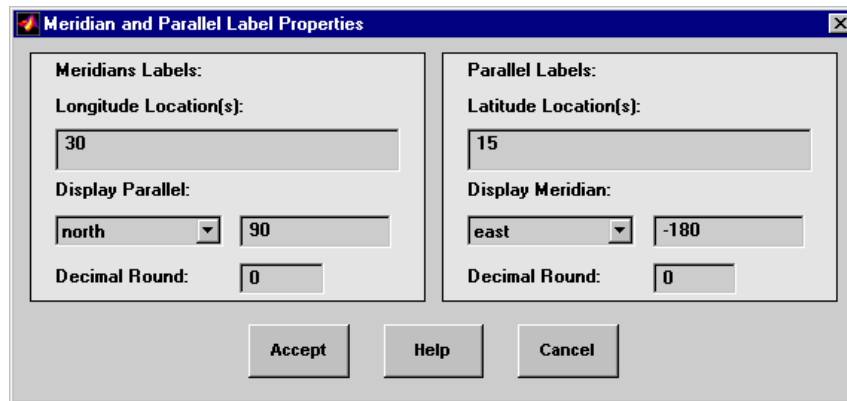 Meridian and Parallel Label Properties
Meridians Labels:
Longitude Location(s):
30
Display Parallel:
north 90
Decimal Round: 0
Parallel Labels:
Latitude Location(s):
15
Display Meridian:
east -180
Decimal Round: 0
Accept Help Cancel